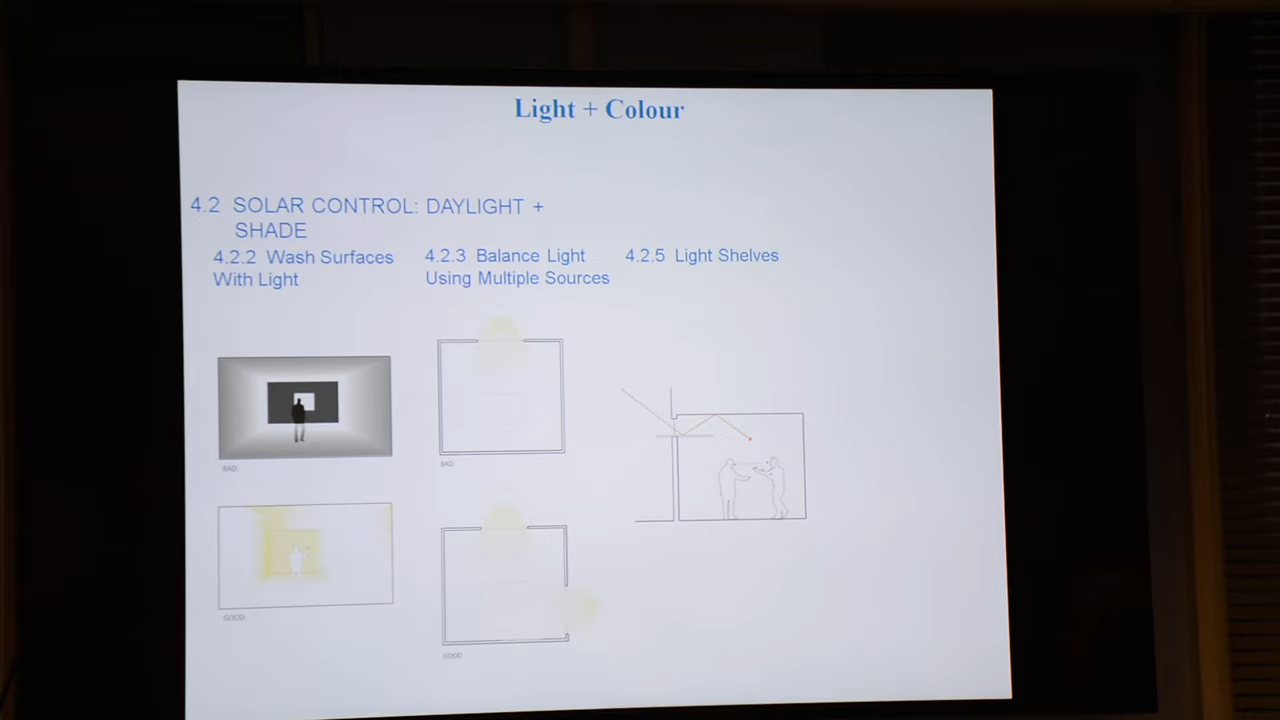 Light + Colour
4.2 SOLAR CONTROL: DAYLIGHT +
SHADE
4.2.2 Wash Surfaces
With Light
4.2.3 Balance Light
Using Multiple Sources
4.2.5 Light Shelves
BAD
BAD
GOOD
GOOD